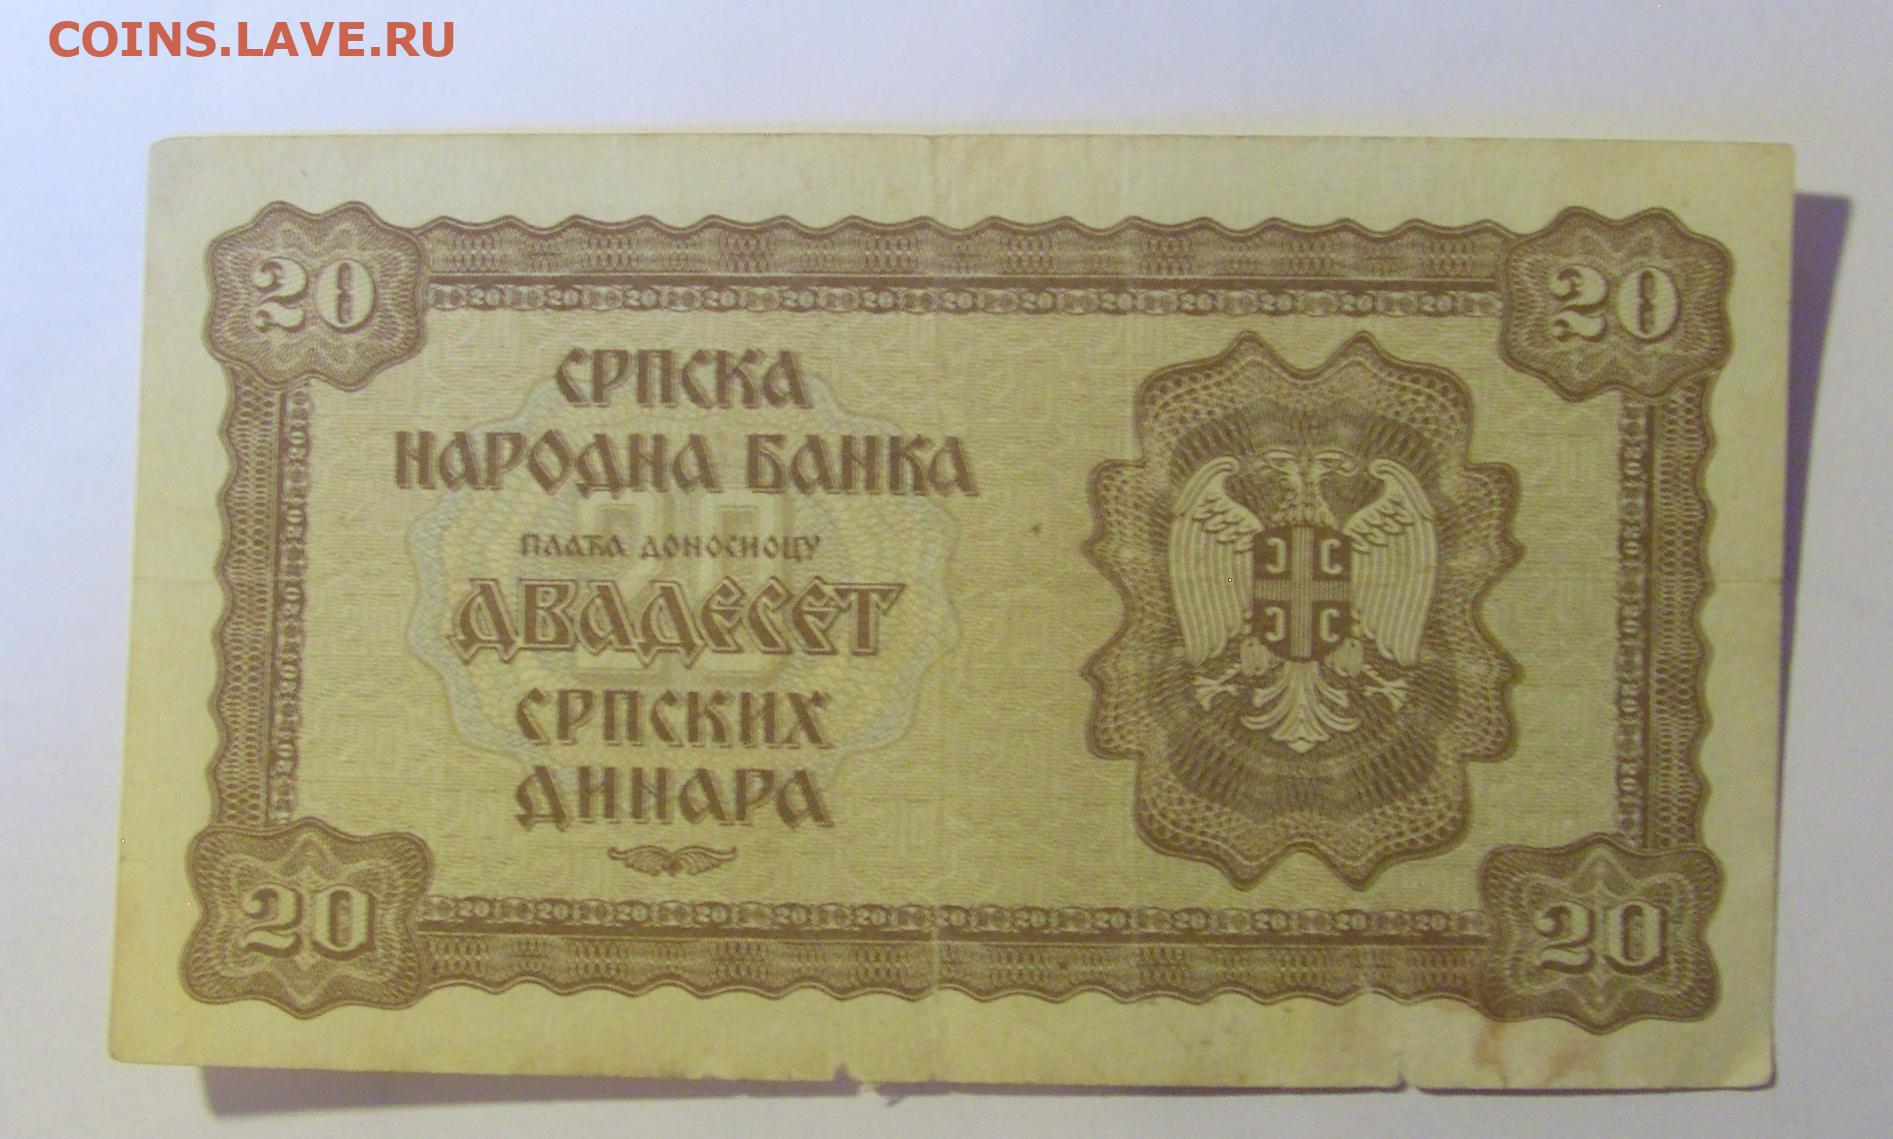 COINS.LAVE.RU
20 20
СРПСКА
НАРОДНА БАНКА
ПЛАЋА ДОНОСИОЦУ
ДВАДЕСЕТ
СРПСКИХ
ДИНАРА
20 20